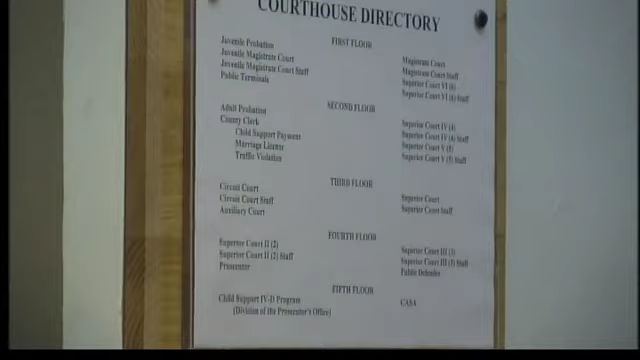 COURTHOUSE DIRECTORY
FIRST FLOOR
Juvenile Probation
Juvenile Magistrate Court
Juvenile Magistrate Court Staff
Public Terminals
Magistrate Court
Magistrate Court Staff
Superior Court VI (6)
Superior Court VI (6) Staff
SECOND FLOOR
Adult Probation
County Clerk
Child Support Payment
Marriage License
Traffic Violation
Superior Court IV (4)
Superior Court IV (4) Staff
Superior Court V (5)
Superior Court V (5) Staff
THIRD FLOOR
Circuit Court
Circuit Court Staff
Auxiliary Court
Superior Court
Superior Court Staff
FOURTH FLOOR
Superior Court II (2)
Superior Court II (2) Staff
Prosecutor
Superior Court III (3)
Superior Court III (3) Staff
Public Defender
FIFTH FLOOR
Child Support IV-D Program
(Division of the Prosecutor's Office)
CASA